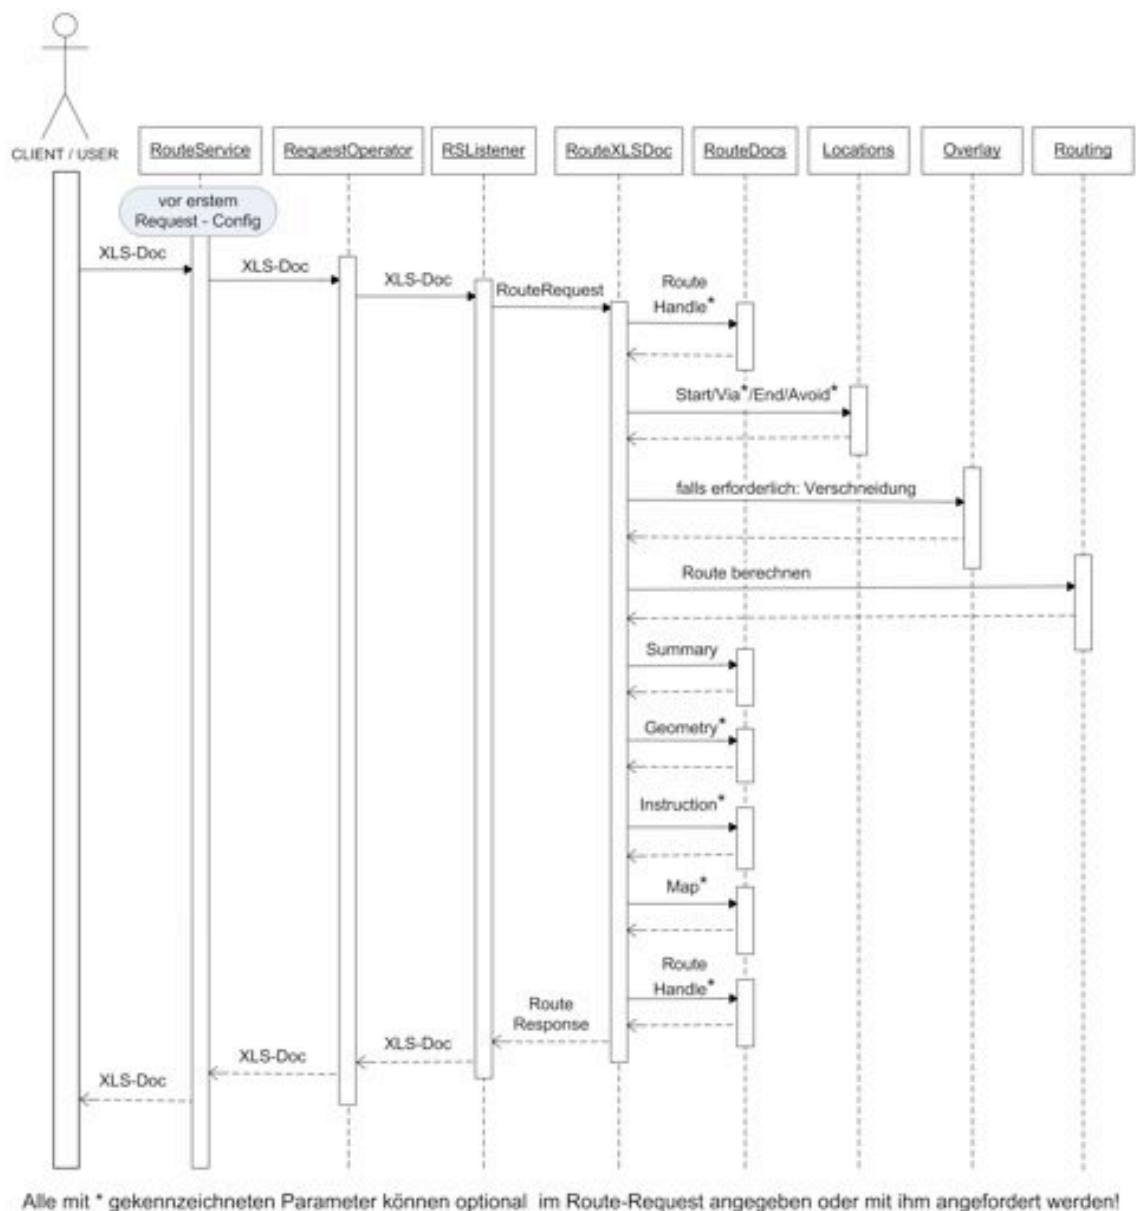 CLIENT / USER
RouteService
RequestOperator
RSListener
RouteXLSDoc
RouteDocs
Locations
Overlay
Routing
vor erstem
Request - Config
XLS-Doc
XLS-Doc
XLS-Doc
RouteRequest
Route
Handle*
Start/Via*/End/Avoid*
falls erforderlich: Verschneidung
Route berechnen
Summary
Geometry*
Instruction*
Map*
Route
Handle*
Route
Response
XLS-Doc
XLS-Doc
XLS-Doc
Alle mit * gekennzeichneten Parameter können optional im Route-Request angegeben oder mit ihm angefordert werden!